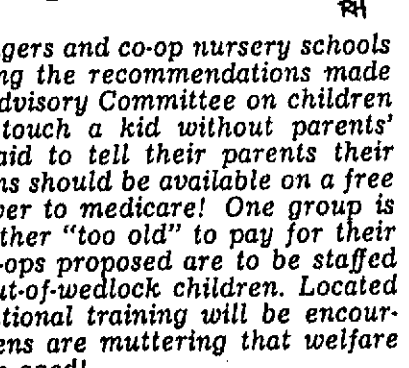 RH
gers and co-op nursery schools
ng the recommendations made
dvisory Committee on children
touch a kid without parents'
aid to tell their parents their
ns should be available on a free
per to medicare! One group is
ther "too old" to pay for their
-ops proposed are to be staffed
ut-of-wedlock children. Located
tional training will be encour-
ens are muttering that welfare